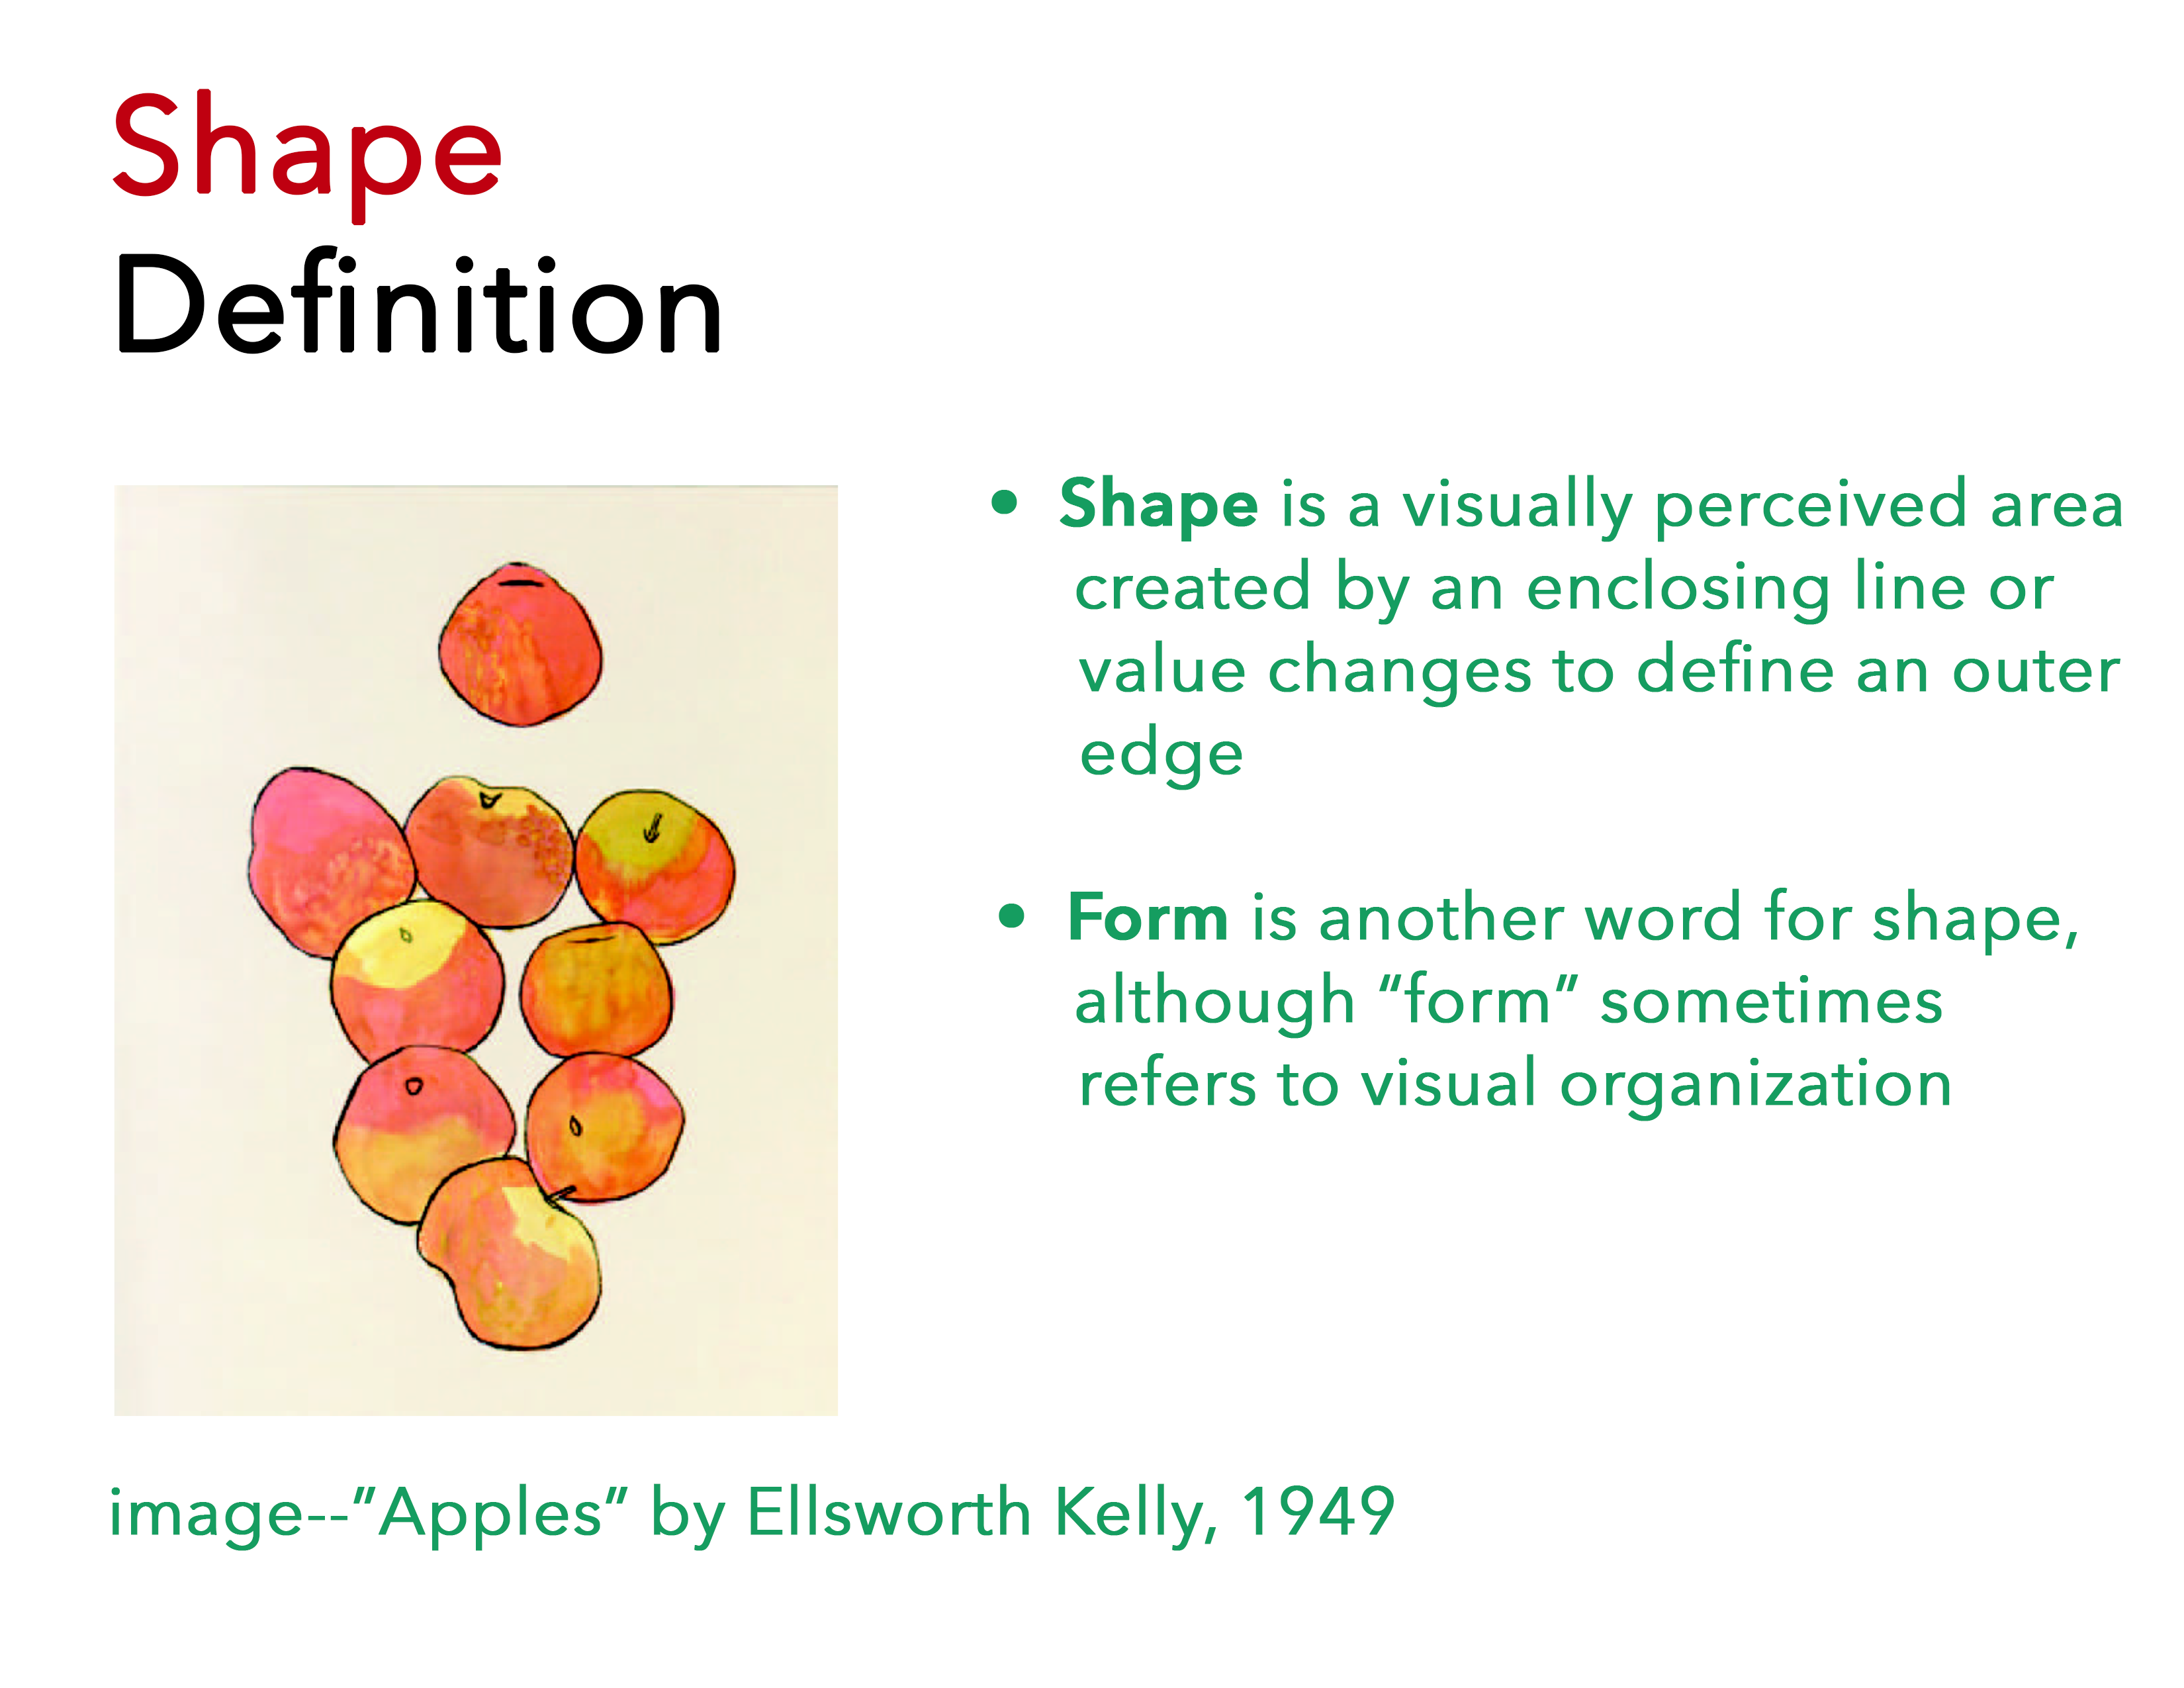 Shape
Definition
• Shape is a visually perceived area
created by an enclosing line or
value changes to define an outer
edge
• Form is another word for shape,
although “form” sometimes
refers to visual organization
image--”Apples” by Ellsworth Kelly, 1949